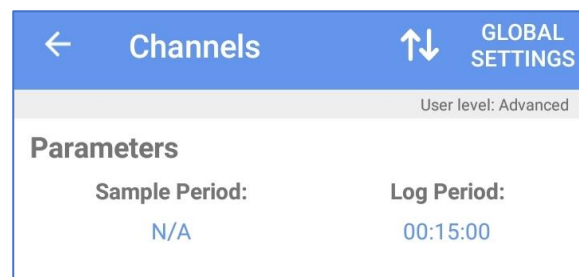 Channels
GLOBAL
SETTINGS
User level: Advanced
Parameters
Sample Period: Log Period:
N/A 00:15:00